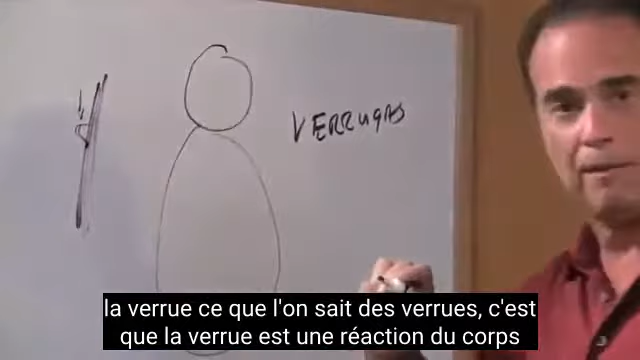 VERRUGAS
la verrue ce que l'on sait des verrues, c'est
que la verrue est une réaction du corps